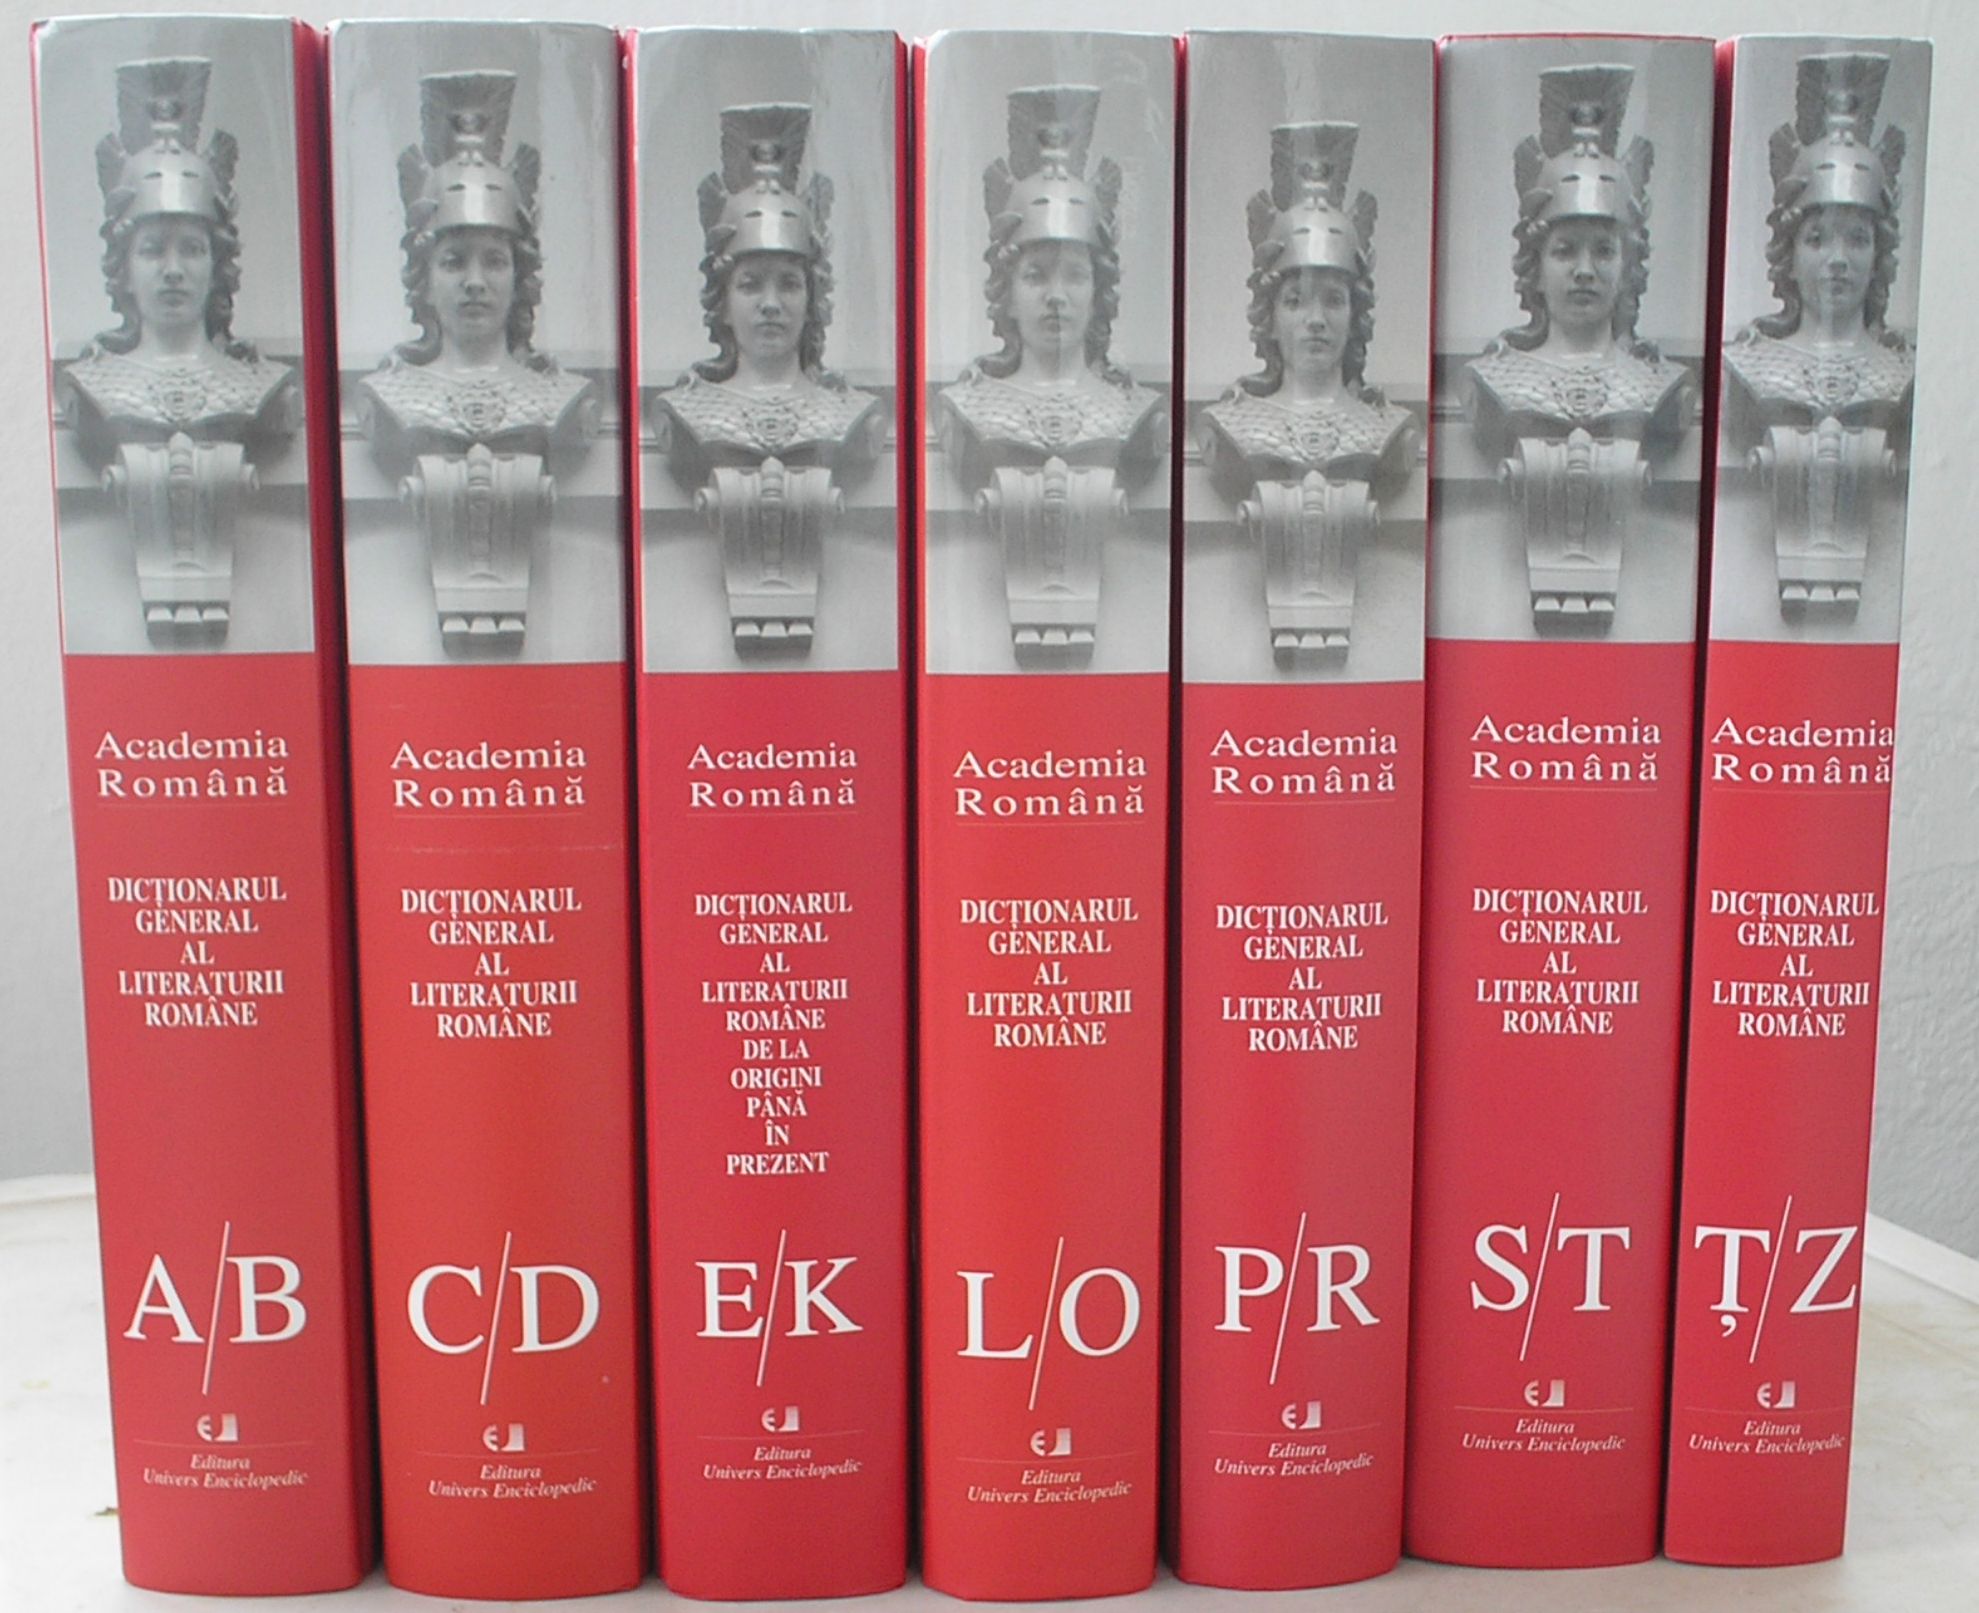 Academia
Română
DICȚIONARUL
GENERAL
AL
LITERATURII
ROMÂNE
A/B
Editura
Univers Enciclopedic
Academia
Română
DICȚIONARUL
GENERAL
AL
LITERATURII
ROMÂNE
C/D
Editura
Univers Enciclopedic
Academia
Română
DICȚIONARUL
GENERAL
AL
LITERATURII
ROMÂNE
DE LA
ORIGINI
PÂNĂ
ÎN
PREZENT
E/K
Editura
Univers Enciclopedic
Academia
Română
DICȚIONARUL
GENERAL
AL
LITERATURII
ROMÂNE
L/O
Editura
Univers Enciclopedic
Academia
Română
DICȚIONARUL
GENERAL
AL
LITERATURII
ROMÂNE
P/R
Editura
Univers Enciclopedic
Academia
Română
DICȚIONARUL
GENERAL
AL
LITERATURII
ROMÂNE
S/T
Editura
Univers Enciclopedic
Academia
Română
DICȚIONARUL
GENERAL
AL
LITERATURII
ROMÂNE
Ț/Z
Editura
Univers Enciclopedic